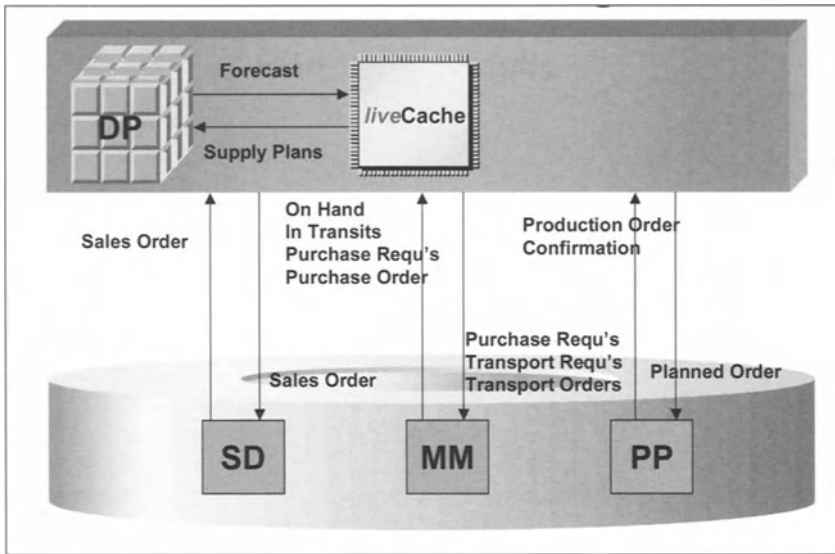 Forecast
DP
liveCache
Supply Plans
Sales Order
On Hand
In Transits
Purchase Requ's
Purchase Order
Production Order
Confirmation
Sales Order
Purchase Requ's
Transport Requ's
Transport Orders
Planned Order
SD
MM
PP